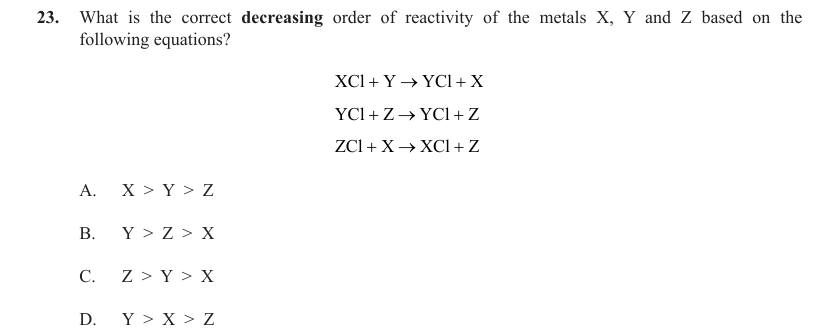 23. What is the correct decreasing order of reactivity of the metals X, Y and Z based on the
following equations?
XCl + Y → YCl + X
YCl + Z → YCl + Z
ZCl + X → XCl + Z
A. X > Y > Z
B. Y > Z > X
C. Z > Y > X
D. Y > X > Z